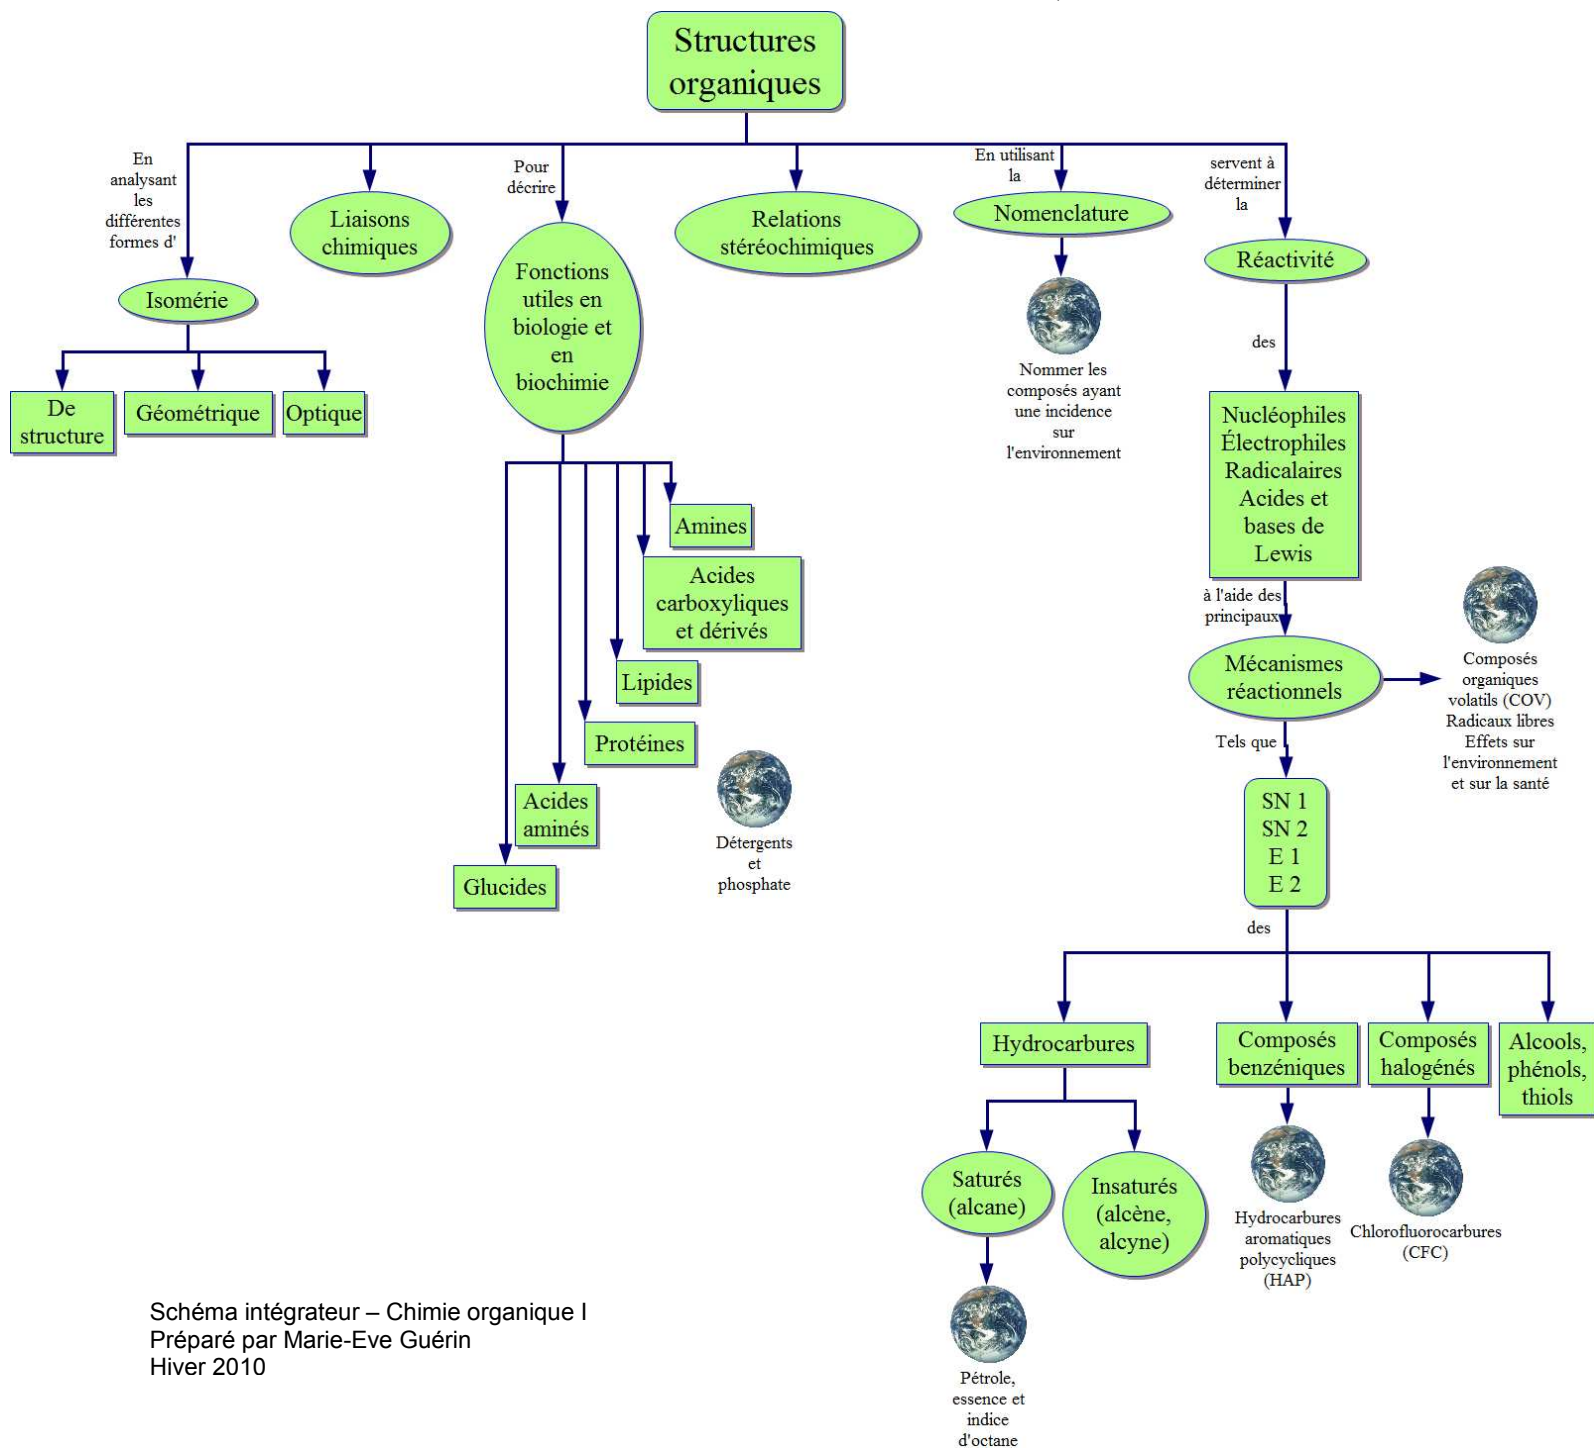 Structures
organiques
En
analysant
les
différentes
formes d'
Pour
décrire
En utilisant
la
servent à
déterminer
la
Liaisons
chimiques
Relations
stéréochimiques
Nomenclature
Réactivité
Isomérie
Fonctions
utiles en
biologie et
en
biochimie
De
structure
Géométrique
Optique
Nommer les
composés ayant
une incidence
sur
l'environnement
des
Nucléophiles
Électrophiles
Radicalaires
Acides et
bases de
Lewis
Amines
Acides
carboxyliques
et dérivés
Lipides
Protéines
Acides
aminés
Glucides
Détergents
et
phosphate
à l'aide des
principaux
Mécanismes
réactionnels
Composés
organiques
volatils (COV)
Radicaux libres
Effets sur
l'environnement
et sur la santé
Tels que
SN 1
SN 2
E 1
E 2
des
Hydrocarbures
Composés
benzéniques
Composés
halogénés
Alcools,
phénols,
thiols
Saturés
(alcane)
Insaturés
(alcène,
alcyne)
Hydrocarbures
aromatiques
polycycliques
(HAP)
Chlorofluorocarbures
(CFC)
Pétrole,
essence et
indice
d'octane
Schéma intégrateur – Chimie organique I
Préparé par Marie-Eve Guérin
Hiver 2010